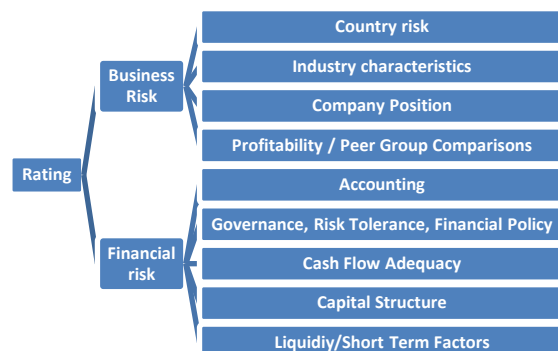 Country risk
Business
Risk
Industry characteristics
Company Position
Profitability / Peer Group Comparisons
Rating
Accounting
Governance, Risk Tolerance, Financial Policy
Financial
risk
Cash Flow Adequacy
Capital Structure
Liquidiy/Short Term Factors